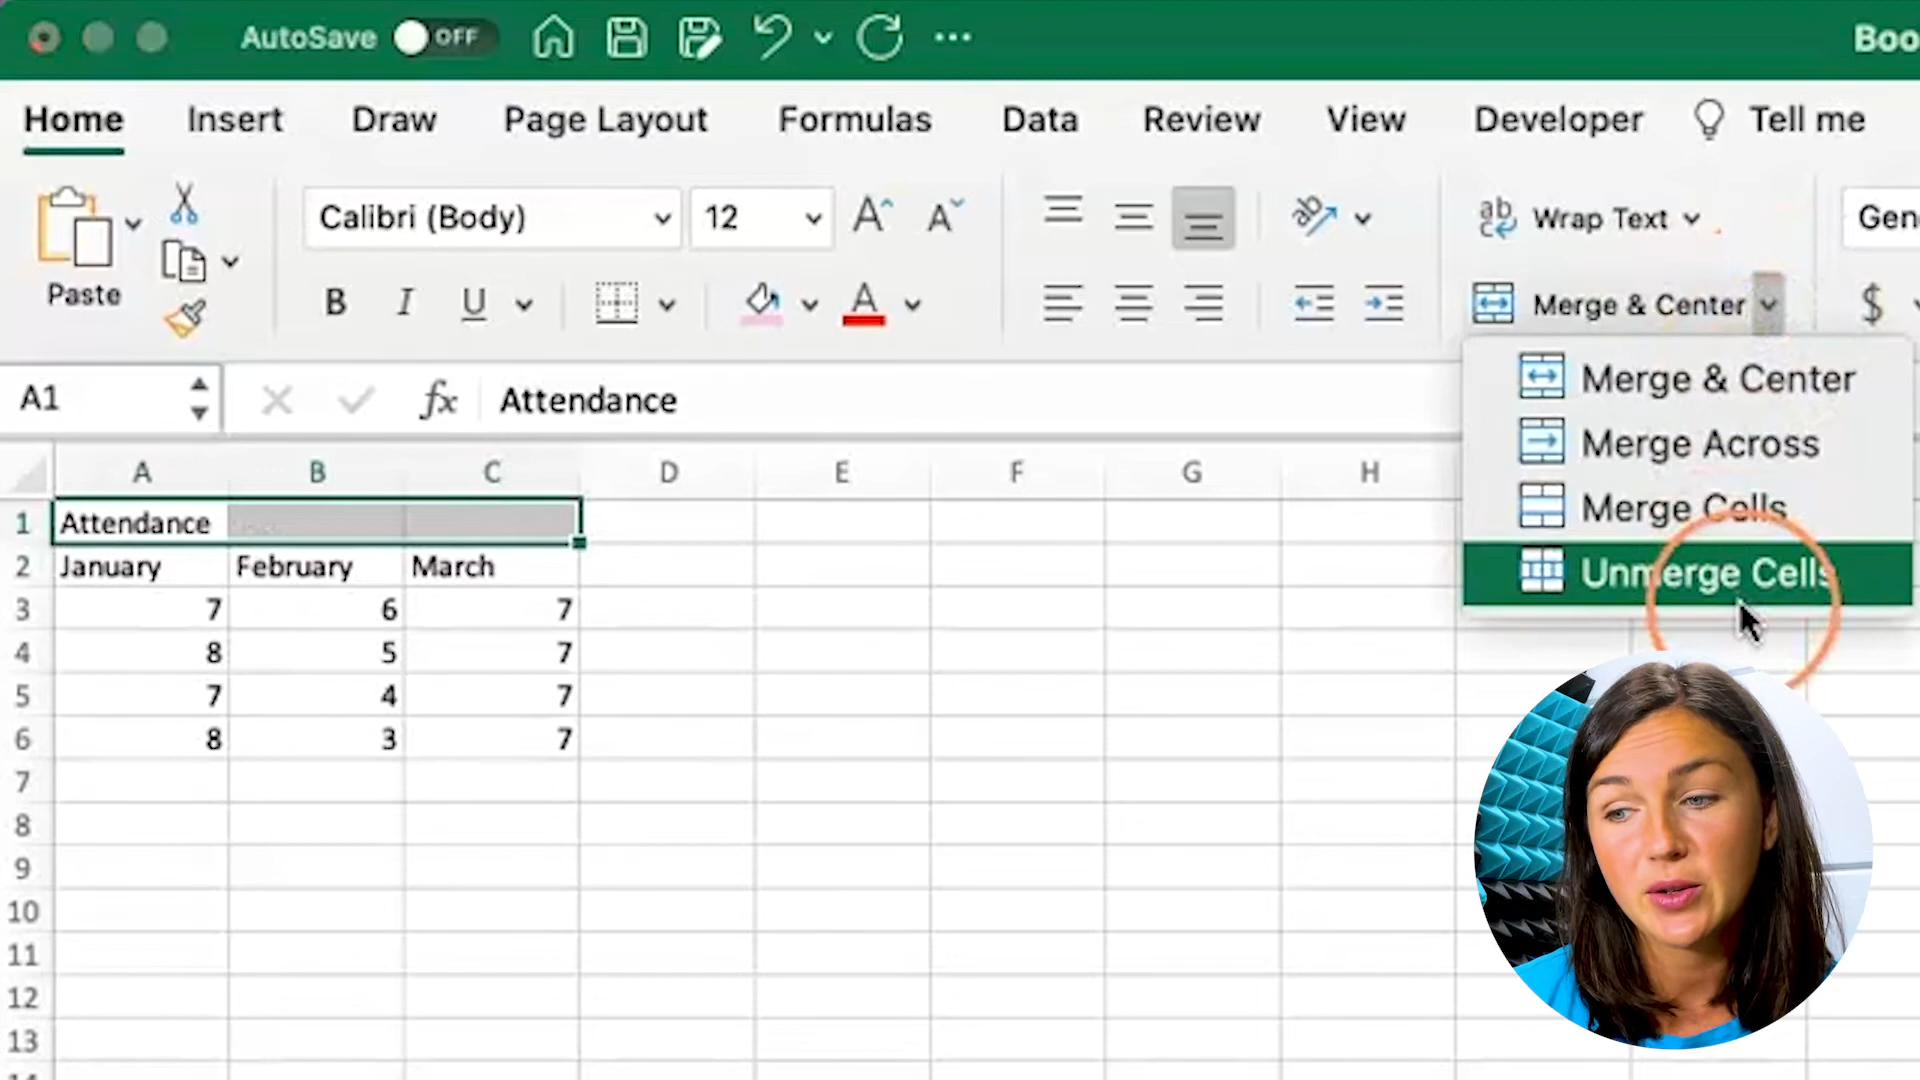 AutoSave OFF Boo
Home Insert Draw Page Layout Formulas Data Review View Developer Tell me
Paste Calibri (Body) 12 A A ab Wrap Text Gen
B I U A Merge & Center $
A1 fx Attendance
Merge & Center
Merge Across
Merge Cells
Unmerge Cells
A B C D E F G H
1 Attendance
2 January February March
3 7 6 7
4 8 5 7
5 7 4 7
6 8 3 7
7
8
9
10
11
12
13